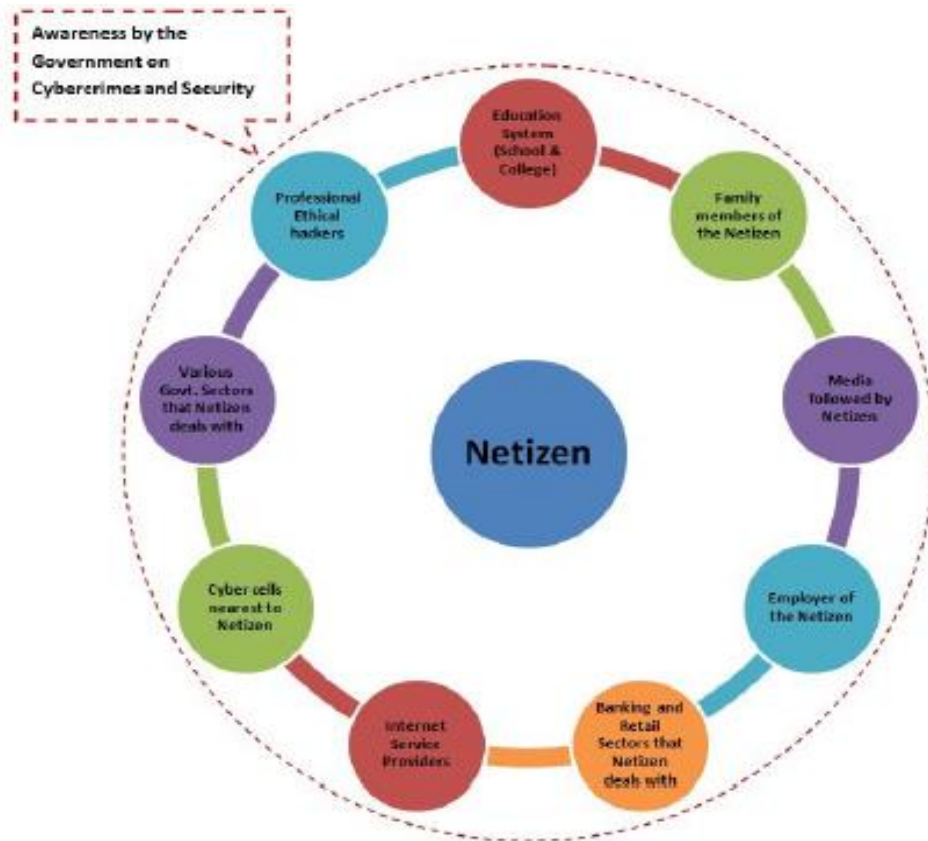 Awareness by the
Government on
Cybercrimes and Security
Education
System
(School &
College)
Professional
Ethical
hackers
Family
members of
the Netizen
Various
Govt. Sectors
that Netizen
deals with
Media
followed by
Netizen
Netizen
Cyber cells
nearest to
Netizen
Employer of
the Netizen
Internet
Service
Providers
Banking and
Retail
Sectors that
Netizen
deals with